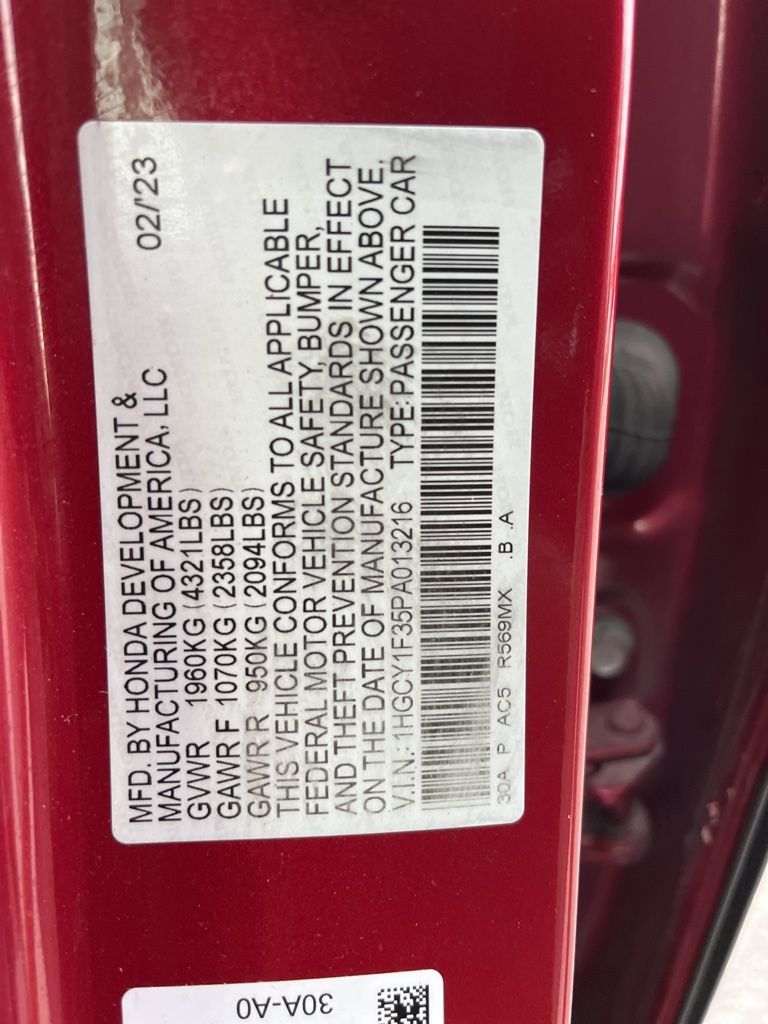 MFD. BY HONDA DEVELOPMENT & 02/'23
MANUFACTURING OF AMERICA, LLC
GVWR 1960KG (4321LBS)
GAWR F 1070KG (2358LBS)
GAWR R 950KG (2094LBS)
THIS VEHICLE CONFORMS TO ALL APPLICABLE
FEDERAL MOTOR VEHICLE SAFETY, BUMPER,
AND THEFT PREVENTION STANDARDS IN EFFECT
ON THE DATE OF MANUFACTURE SHOWN ABOVE.
V.I.N.: 1HGCY1F35PA013216 TYPE: PASSENGER CAR
30A P AC5 R569MX .B .A
30A-A0